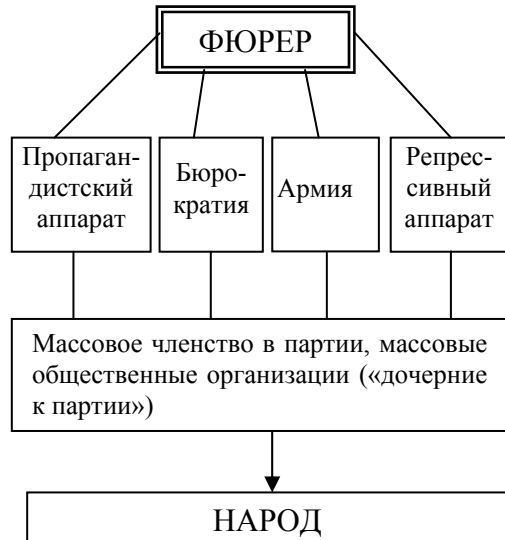 ФЮРЕР
Пропаган-
дистский
аппарат
Бюро-
кратия
Армия
Репрес-
сивный
аппарат
Массовое членство в партии, массовые
общественные организации («дочерние
к партии»)
НАРОД